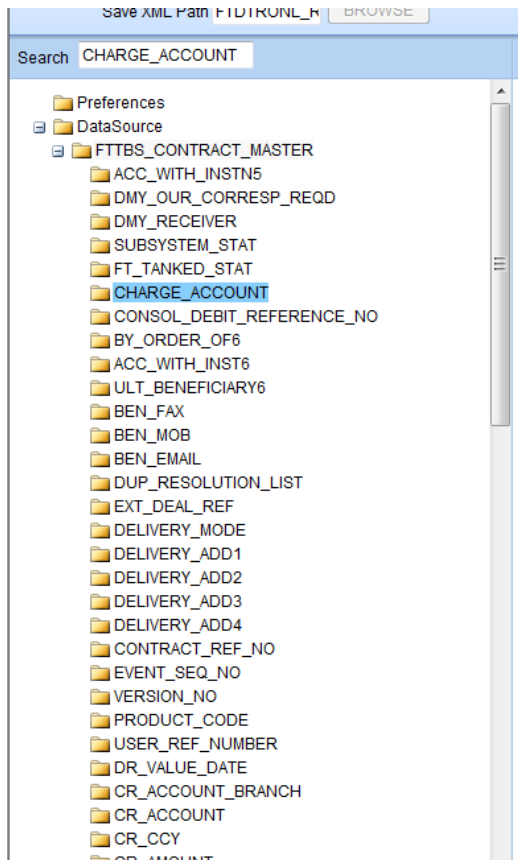 Save XML Path FTDTRONL_R BROWSE
Search CHARGE_ACCOUNT
Preferences
DataSource
FTTBS_CONTRACT_MASTER
ACC_WITH_INSTN5
DMY_OUR_CORRESP_REQD
DMY_RECEIVER
SUBSYSTEM_STAT
FT_TANKED_STAT
CHARGE_ACCOUNT
CONSOL_DEBIT_REFERENCE_NO
BY_ORDER_OF6
ACC_WITH_INST6
ULT_BENEFICIARY6
BEN_FAX
BEN_MOB
BEN_EMAIL
DUP_RESOLUTION_LIST
EXT_DEAL_REF
DELIVERY_MODE
DELIVERY_ADD1
DELIVERY_ADD2
DELIVERY_ADD3
DELIVERY_ADD4
CONTRACT_REF_NO
EVENT_SEQ_NO
VERSION_NO
PRODUCT_CODE
USER_REF_NUMBER
DR_VALUE_DATE
CR_ACCOUNT_BRANCH
CR_ACCOUNT
CR_CCY
CR_AMOUNT